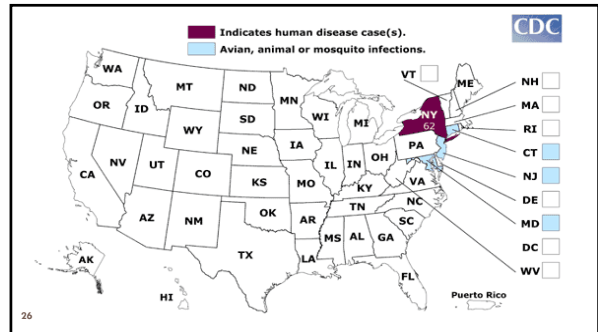 Indicates human disease case(s).
Avian, animal or mosquito infections.
CDC
WA
MT
ND
MN
VT
ME
NH
OR
ID
SD
WI
MI
NY
62
MA
WY
RI
NV
UT
CO
NE
IA
IL
IN
OH
PA
CT
CA
KS
MO
KY
VA
NJ
AZ
NM
OK
AR
TN
NC
DE
SC
MD
TX
LA
MS
AL
GA
DC
AK
HI
FL
WV
Puerto Rico
26